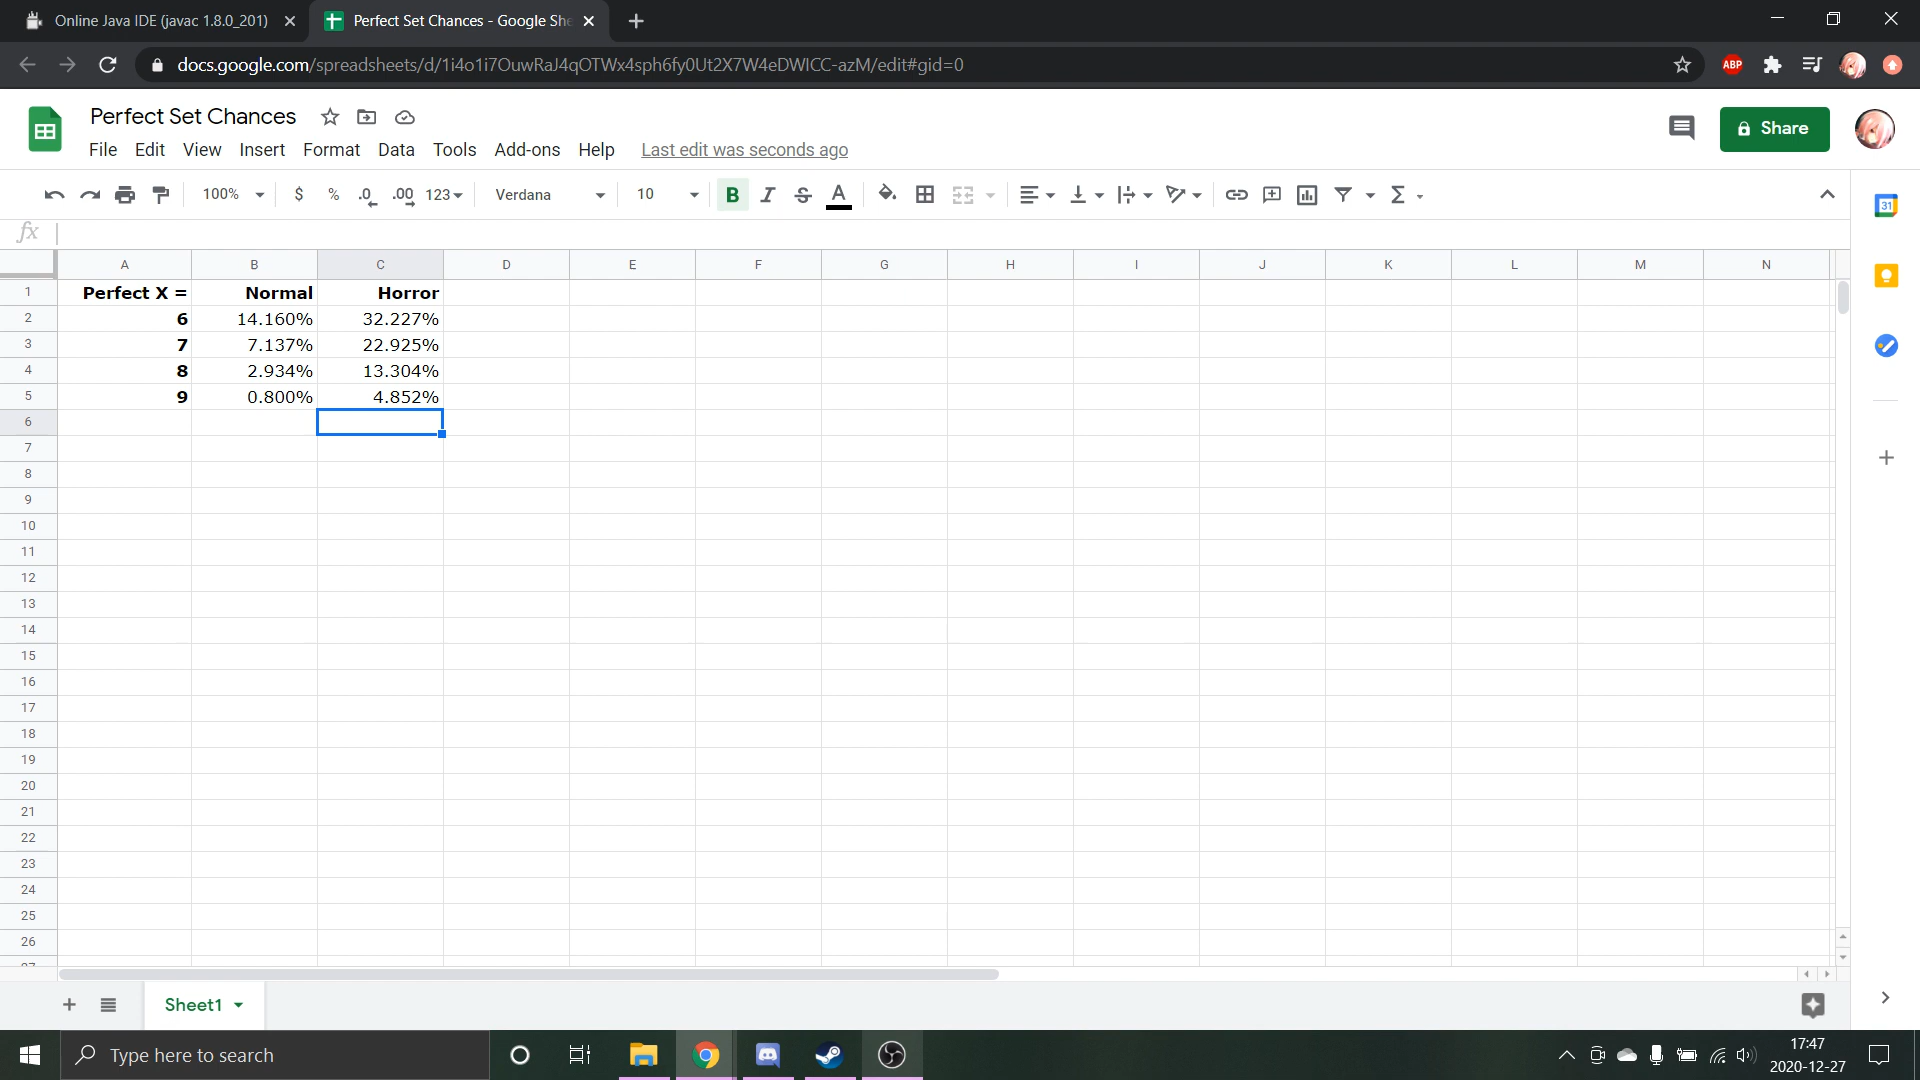 Online Java IDE (javac 1.8.0_201)
Perfect Set Chances - Google She
docs.google.com/spreadsheets/d/1i4o1i7OuwRaJ4qOTWx4sph6fy0Ut2X7W4eDWICC-azM/edit#gid=0
ABP
Perfect Set Chances
File Edit View Insert Format Data Tools Add-ons Help Last edit was seconds ago
Share
100% $ % .0 .00 123 Verdana 10 B I S A Σ
31
fx
A B C D E F G H I J K L M N
1 Perfect X = Normal Horror
2 6 14.160% 32.227%
3 7 7.137% 22.925%
4 8 2.934% 13.304%
5 9 0.800% 4.852%
6
7
8
9
10
11
12
13
14
15
16
17
18
19
20
21
22
23
24
25
26
27
Sheet1
Type here to search
17:47
2020-12-27